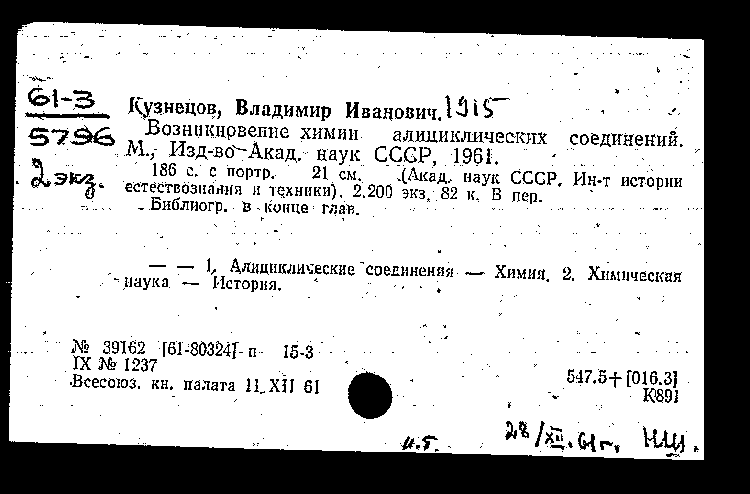 61-3
5796
2 экз.
Кузнецов, Владимир Иванович. 1915
Возникновение химии алициклических соединений.
М., Изд-во Акад. наук СССР, 1961.
186 с. с портр. 21 см. (Акад. наук СССР. Ин-т истории
естествознания и техники). 2.200 экз. 82 к. В пер.
Библиогр. в конце глав.
— — 1. Алициклические соединения — Химия. 2. Химическая
наука — История.
№ 39162 [61-80324] п 15-3
IX № 1237
Всесоюз. кн. палата 11 XII 61
547.5+[016.3]
К891
и.б.
28/XII.61г.